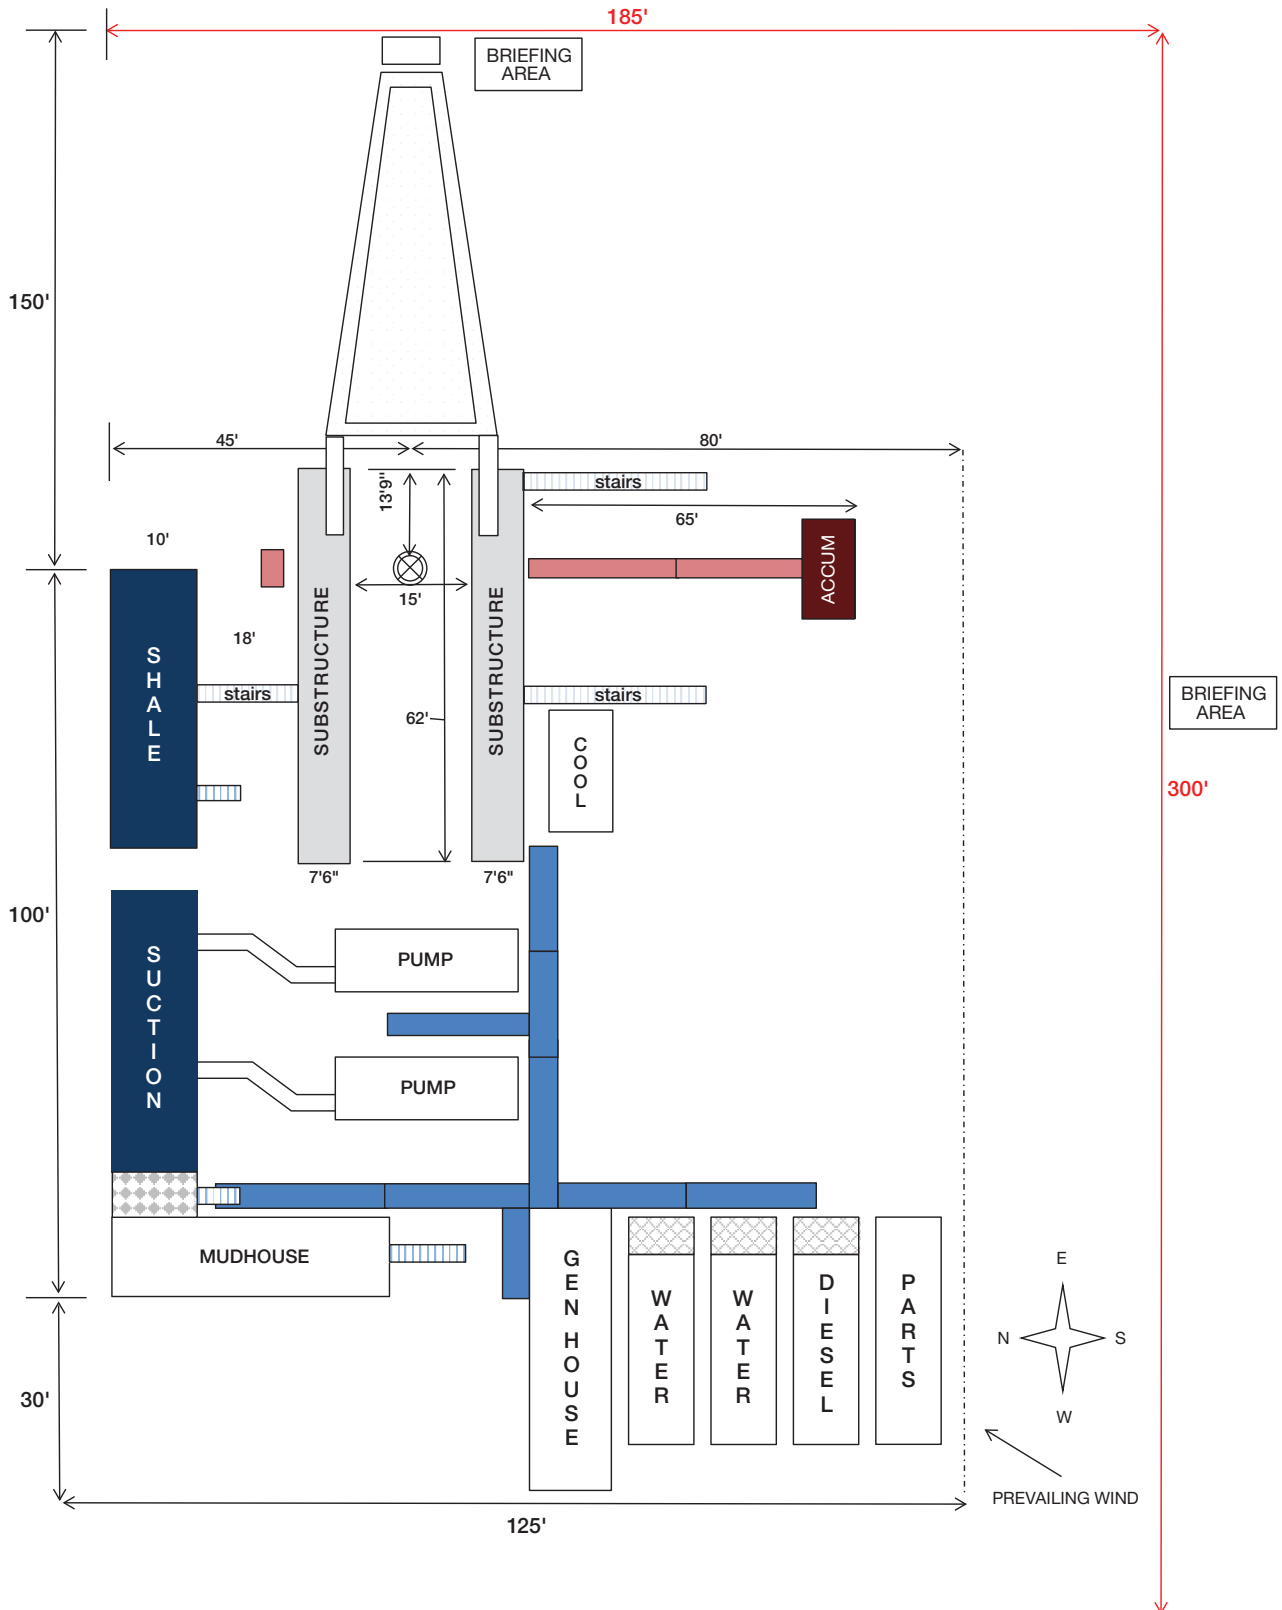 185'
BRIEFING
AREA
150'
45'
80'
13'9"
stairs
65'
10'
ACCUM
15'
SUBSTRUCTURE
SUBSTRUCTURE
18'
SHALE
stairs
stairs
62'
BRIEFING
AREA
COOL
300'
7'6"
7'6"
100'
SUCTION
PUMP
PUMP
MUDHOUSE
GEN HOUSE
WATER
WATER
DIESEL
PARTS
E
N
S
W
30'
PREVAILING WIND
125'